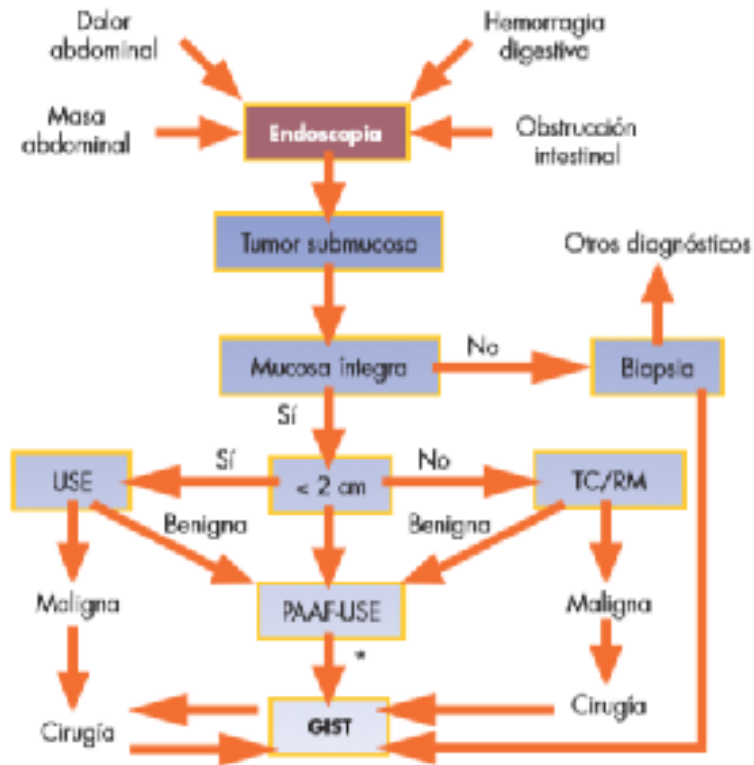 Dolor
abdominal
Hemorragia
digestiva
Masa
abdominal
Endoscopia
Obstrucción
intestinal
Tumor submucosa
Otros diagnósticos
Mucosa íntegra
No
Biopsia
Sí
USE
Sí
< 2 cm
No
TC/RM
Benigna
Benigna
Maligna
PAAF-USE
Maligna
*
Cirugía
GIST
Cirugía